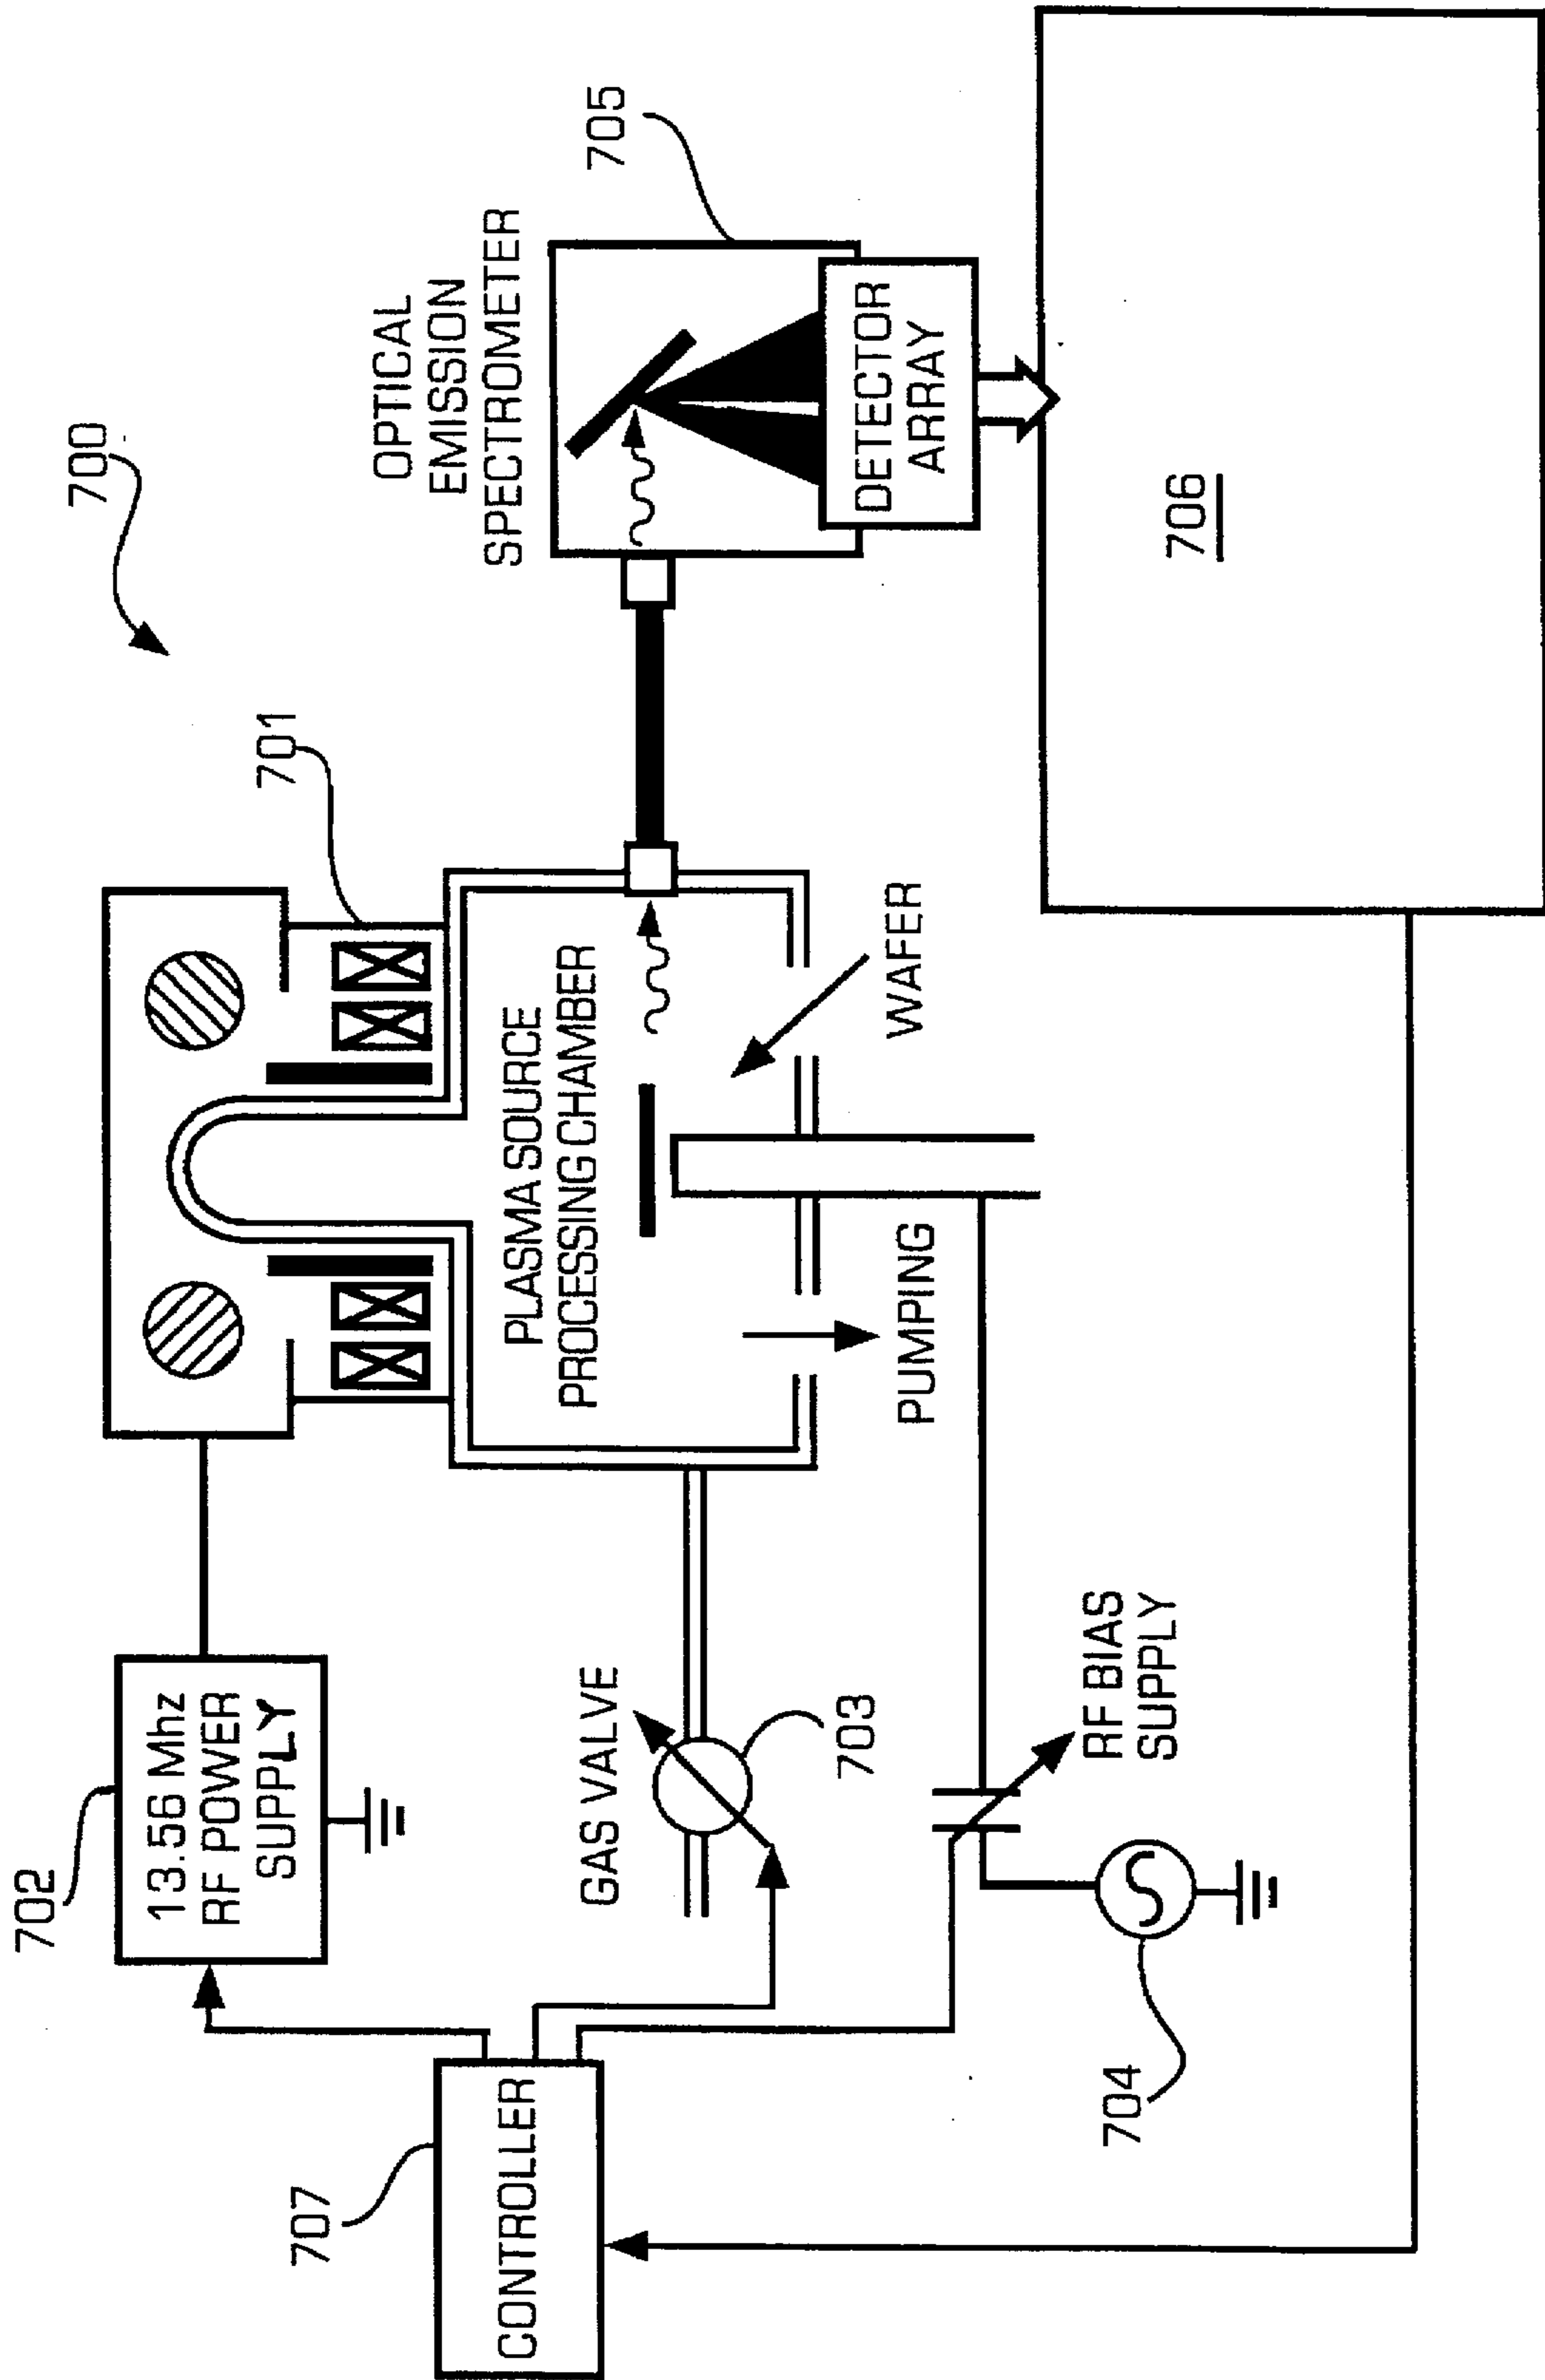 700
702
13.56 Mhz
RF POWER
SUPPLY
701
OPTICAL
EMISSION
SPECTROMETER
705
DETECTOR
ARRAY
PLASMA SOURCE
PROCESSING CHAMBER
WAFER
PUMPING
GAS VALVE
703
707
CONTROLLER
RF BIAS
SUPPLY
704
706